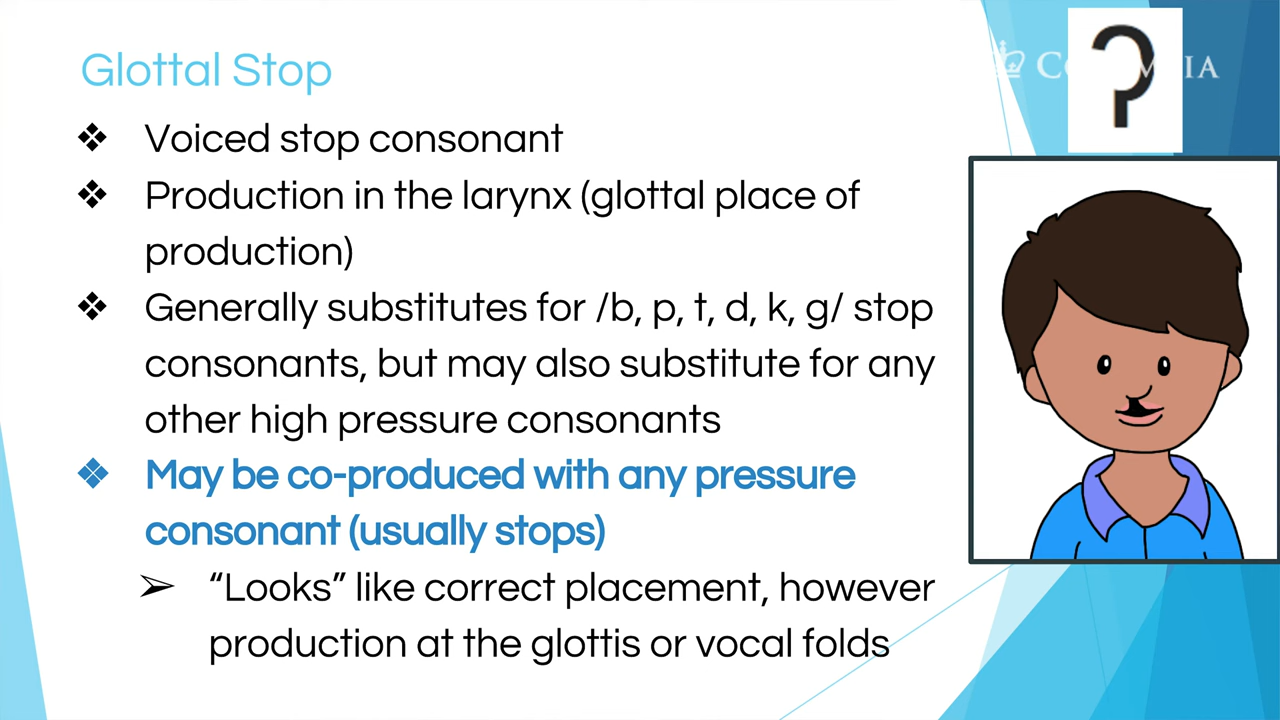 Glottal Stop
❖ Voiced stop consonant
❖ Production in the larynx (glottal place of
production)
❖ Generally substitutes for /b, p, t, d, k, g/ stop
consonants, but may also substitute for any
other high pressure consonants
❖ May be co-produced with any pressure
consonant (usually stops)
➢ “Looks” like correct placement, however
production at the glottis or vocal folds
ʔ